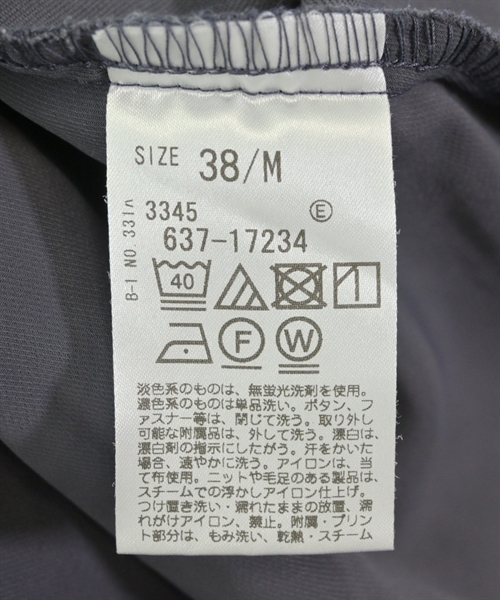 SIZE 38/M
3345 Ⓔ
637-17234
B-I NO.331n
40
F W
淡色系のものは、無蛍光洗剤を使用。
濃色系のものは単品洗い。ボタン、フ
ァスナー等は、閉じて洗う。取り外し
可能な附属品は、外して洗う。漂白は、
漂白剤の指示にしたがう。汗をかいた
場合、速やかに洗う。アイロンは、当
て布使用。ニットや毛足のある製品は、
スチームでの浮かしアイロン仕上げ。
つけ置き洗い・濡れたままの放置、濡
れがけアイロン、禁止。附属・プリン
ト部分は、もみ洗い、乾熱・スチーム